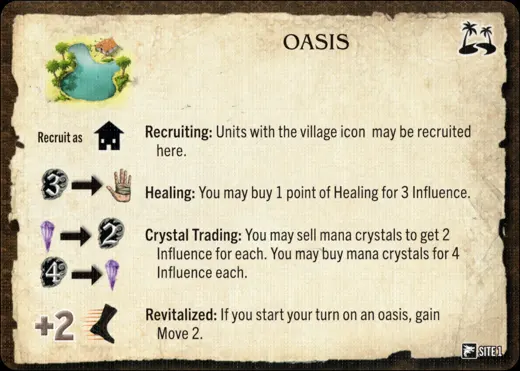 OASIS
Recruit as
Recruiting: Units with the village icon may be recruited
here.
3
Healing: You may buy 1 point of Healing for 3 Influence.
2
Crystal Trading: You may sell mana crystals to get 2
Influence for each. You may buy mana crystals for 4
Influence each.
4
+2
Revitalized: If you start your turn on an oasis, gain
Move 2.
SITE 1